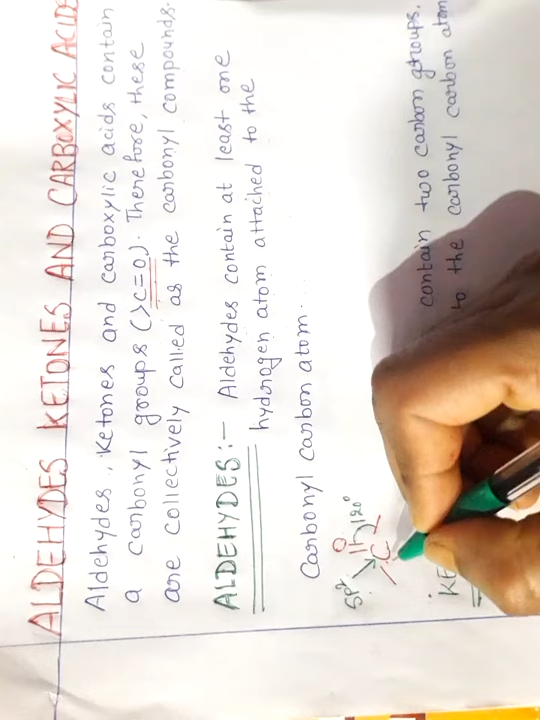 ALDEHYDES KETONES AND CARBOXYLIC ACIDS
Aldehydes, Ketones and carboxylic acids contain
a carbonyl groups (>C=O). Therefore, these
are collectively called as the carbonyl compounds.
ALDEHYDES:- Aldehydes contain at least one
hydrogen atom attached to the
Carbonyl carbon atom.
sp²
O
C
120°
contain two carbon groups.
to the carbonyl carbon atom